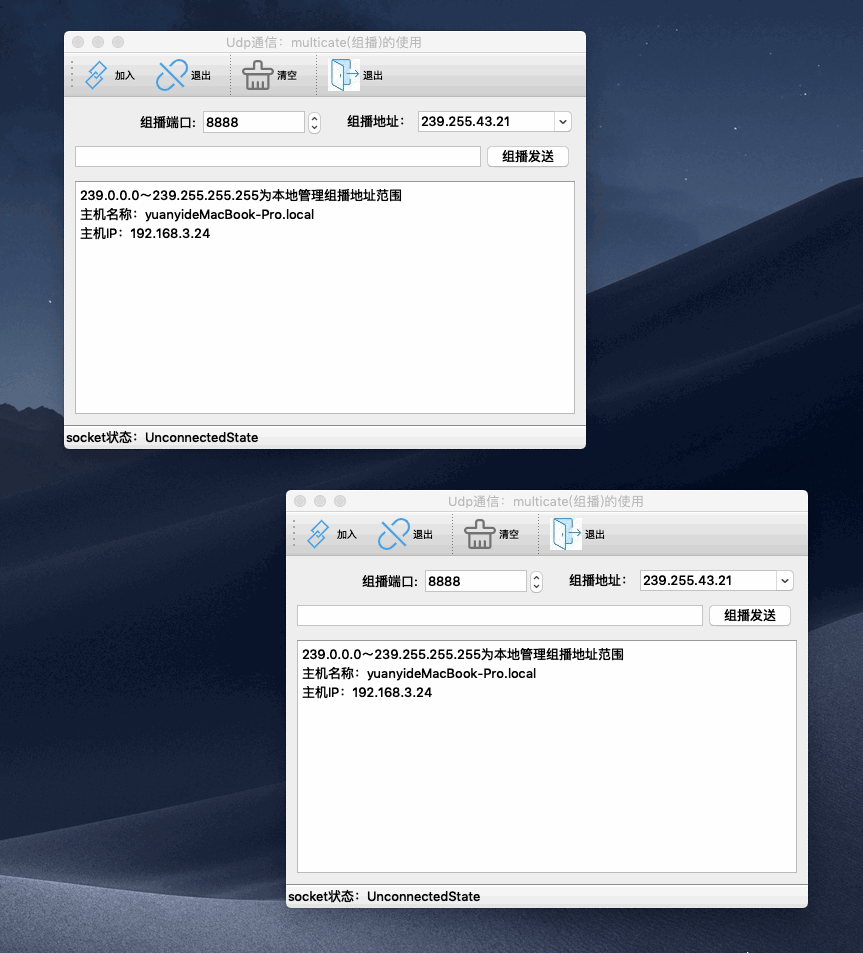 Udp通信：multicate(组播)的使用
加入 退出 清空 退出
组播端口: 8888 组播地址： 239.255.43.21
组播发送
239.0.0.0～239.255.255.255为本地管理组播地址范围
主机名称：yuanyideMacBook-Pro.local
主机IP：192.168.3.24
socket状态：UnconnectedState
Udp通信：multicate(组播)的使用
加入 退出 清空 退出
组播端口: 8888 组播地址： 239.255.43.21
组播发送
239.0.0.0～239.255.255.255为本地管理组播地址范围
主机名称：yuanyideMacBook-Pro.local
主机IP：192.168.3.24
socket状态：UnconnectedState